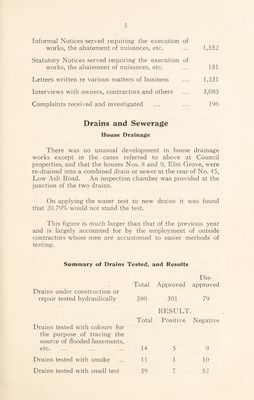 5
Informal Notices served requiring the execution of
works, the abatement of nuisances, etc. ... 1,552
Statutory Notices served requiring the execution of
works, the abatement of nuisances, etc. ... 181
Letters written re various matters of business ... 1,331
Interviews with owners, contractors and others ... 3,085
Complaints received and investigated ... ... 196
Drains and Sewerage
House Drainage
There was no unusual development in house drainage
works except in the cases referred to above at Council
properties, and that the houses Nos. 8 and 9, Elm Grove, were
re-drained into a combined drain or sewer at the rear of No. 45,
Low Ash Road. An inspection chamber was provided at the
junction of the two drains.
On applying the water test to new drains it was found
that 20.79% would not stand the test.
This figure is much larger than that of the previous year
and is largely accounted for by the employment of outside
contractors whose men are accustomed to easier methods of
testing.
Summary of Drains Tested, and Results
Dis-
Total Approved approved
Drains under construction or
repair tested hydraulically 380 301 79
RESULT.
Total Positive Negative
Drains tested with colours for
the purpose of tracing the
source of flooded basements,
etc. ... ... ... 14 5 9
Drains tested with smoke ... 11 1 10
Drains tested with smell test 59 7 52